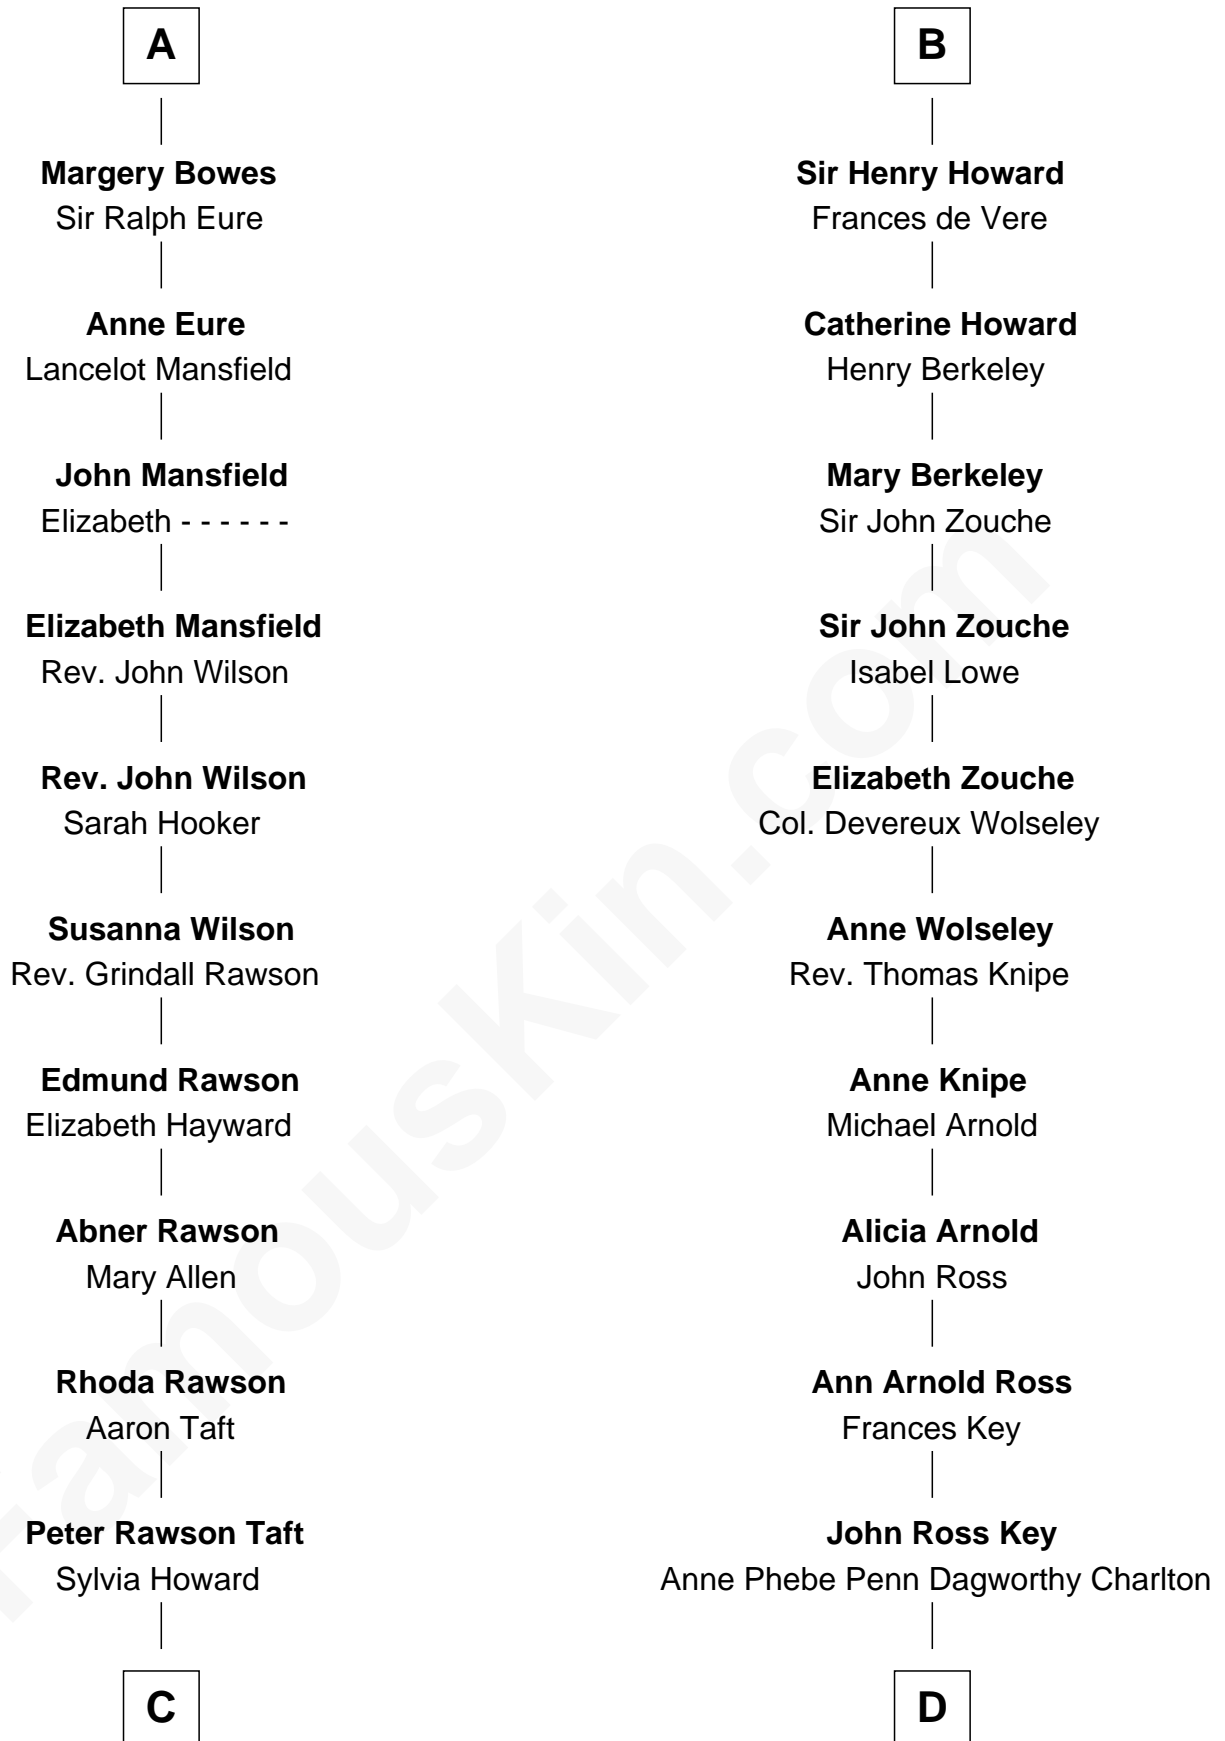 A
Margery Bowes
Sir Ralph Eure
Anne Eure
Lancelot Mansfield
John Mansfield
Elizabeth - - - - - -
Elizabeth Mansfield
Rev. John Wilson
Rev. John Wilson
Sarah Hooker
Susanna Wilson
Rev. Grindall Rawson
Edmund Rawson
Elizabeth Hayward
Abner Rawson
Mary Allen
Rhoda Rawson
Aaron Taft
Peter Rawson Taft
Sylvia Howard
C
B
Sir Henry Howard
Frances de Vere
Catherine Howard
Henry Berkeley
Mary Berkeley
Sir John Zouche
Sir John Zouche
Isabel Lowe
Elizabeth Zouche
Col. Devereux Wolseley
Anne Wolseley
Rev. Thomas Knipe
Anne Knipe
Michael Arnold
Alicia Arnold
John Ross
Ann Arnold Ross
Frances Key
John Ross Key
Anne Phebe Penn Dagworthy Charlton
D
FamousKin.com